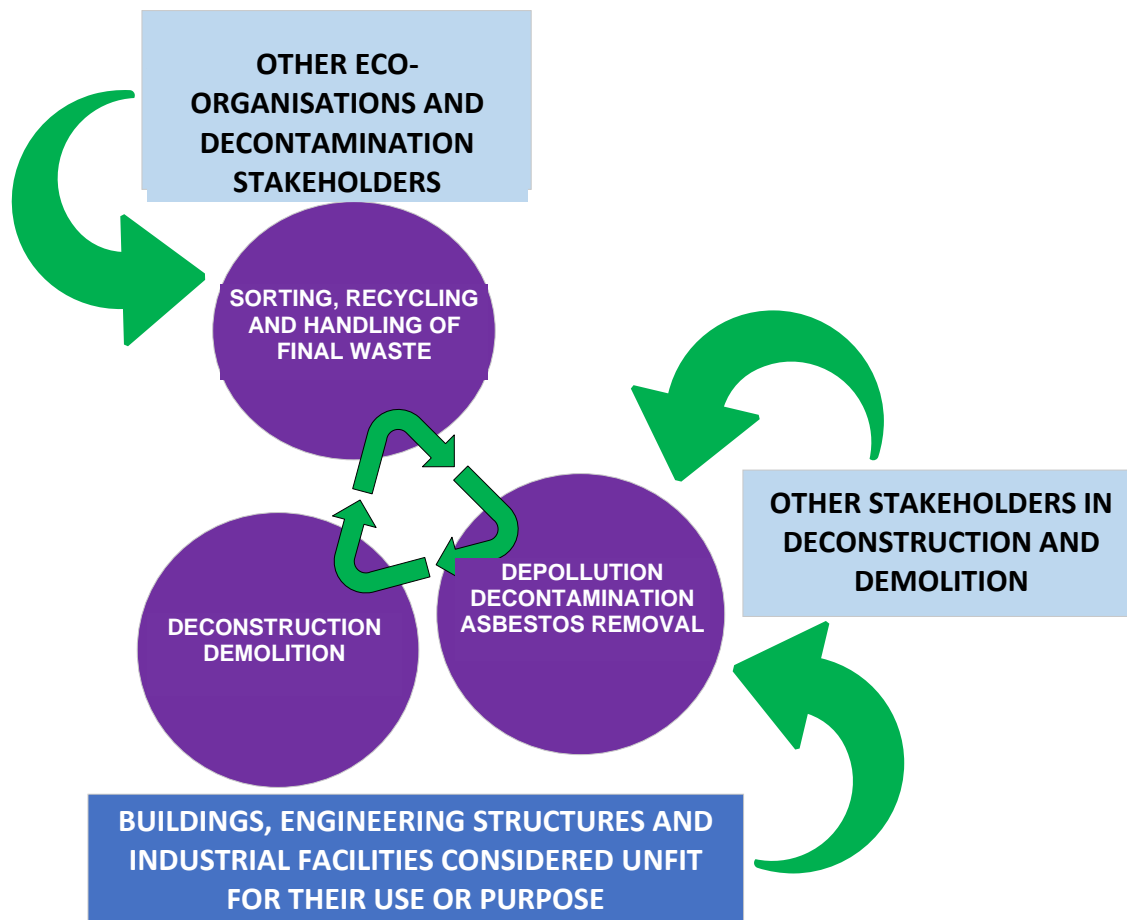 OTHER ECO-
ORGANISATIONS AND
DECONTAMINATION
STAKEHOLDERS
SORTING, RECYCLING
AND HANDLING OF
FINAL WASTE
OTHER STAKEHOLDERS IN
DECONSTRUCTION AND
DEMOLITION
DEPOLLUTION
DECONTAMINATION
ASBESTOS REMOVAL
DECONSTRUCTION
DEMOLITION
BUILDINGS, ENGINEERING STRUCTURES AND
INDUSTRIAL FACILITIES CONSIDERED UNFIT
FOR THEIR USE OR PURPOSE